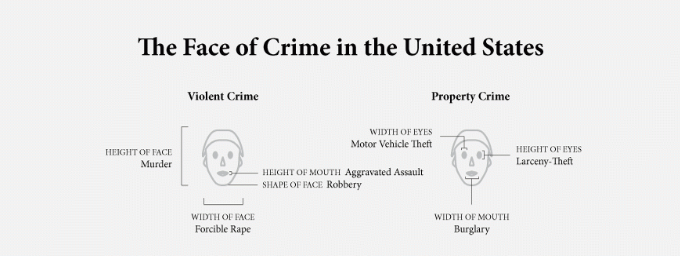 The Face of Crime in the United States
Violent Crime
Property Crime
HEIGHT OF FACE
Murder
HEIGHT OF MOUTH Aggravated Assault
SHAPE OF FACE Robbery
WIDTH OF FACE
Forcible Rape
WIDTH OF EYES
Motor Vehicle Theft
HEIGHT OF EYES
Larceny-Theft
WIDTH OF MOUTH
Burglary